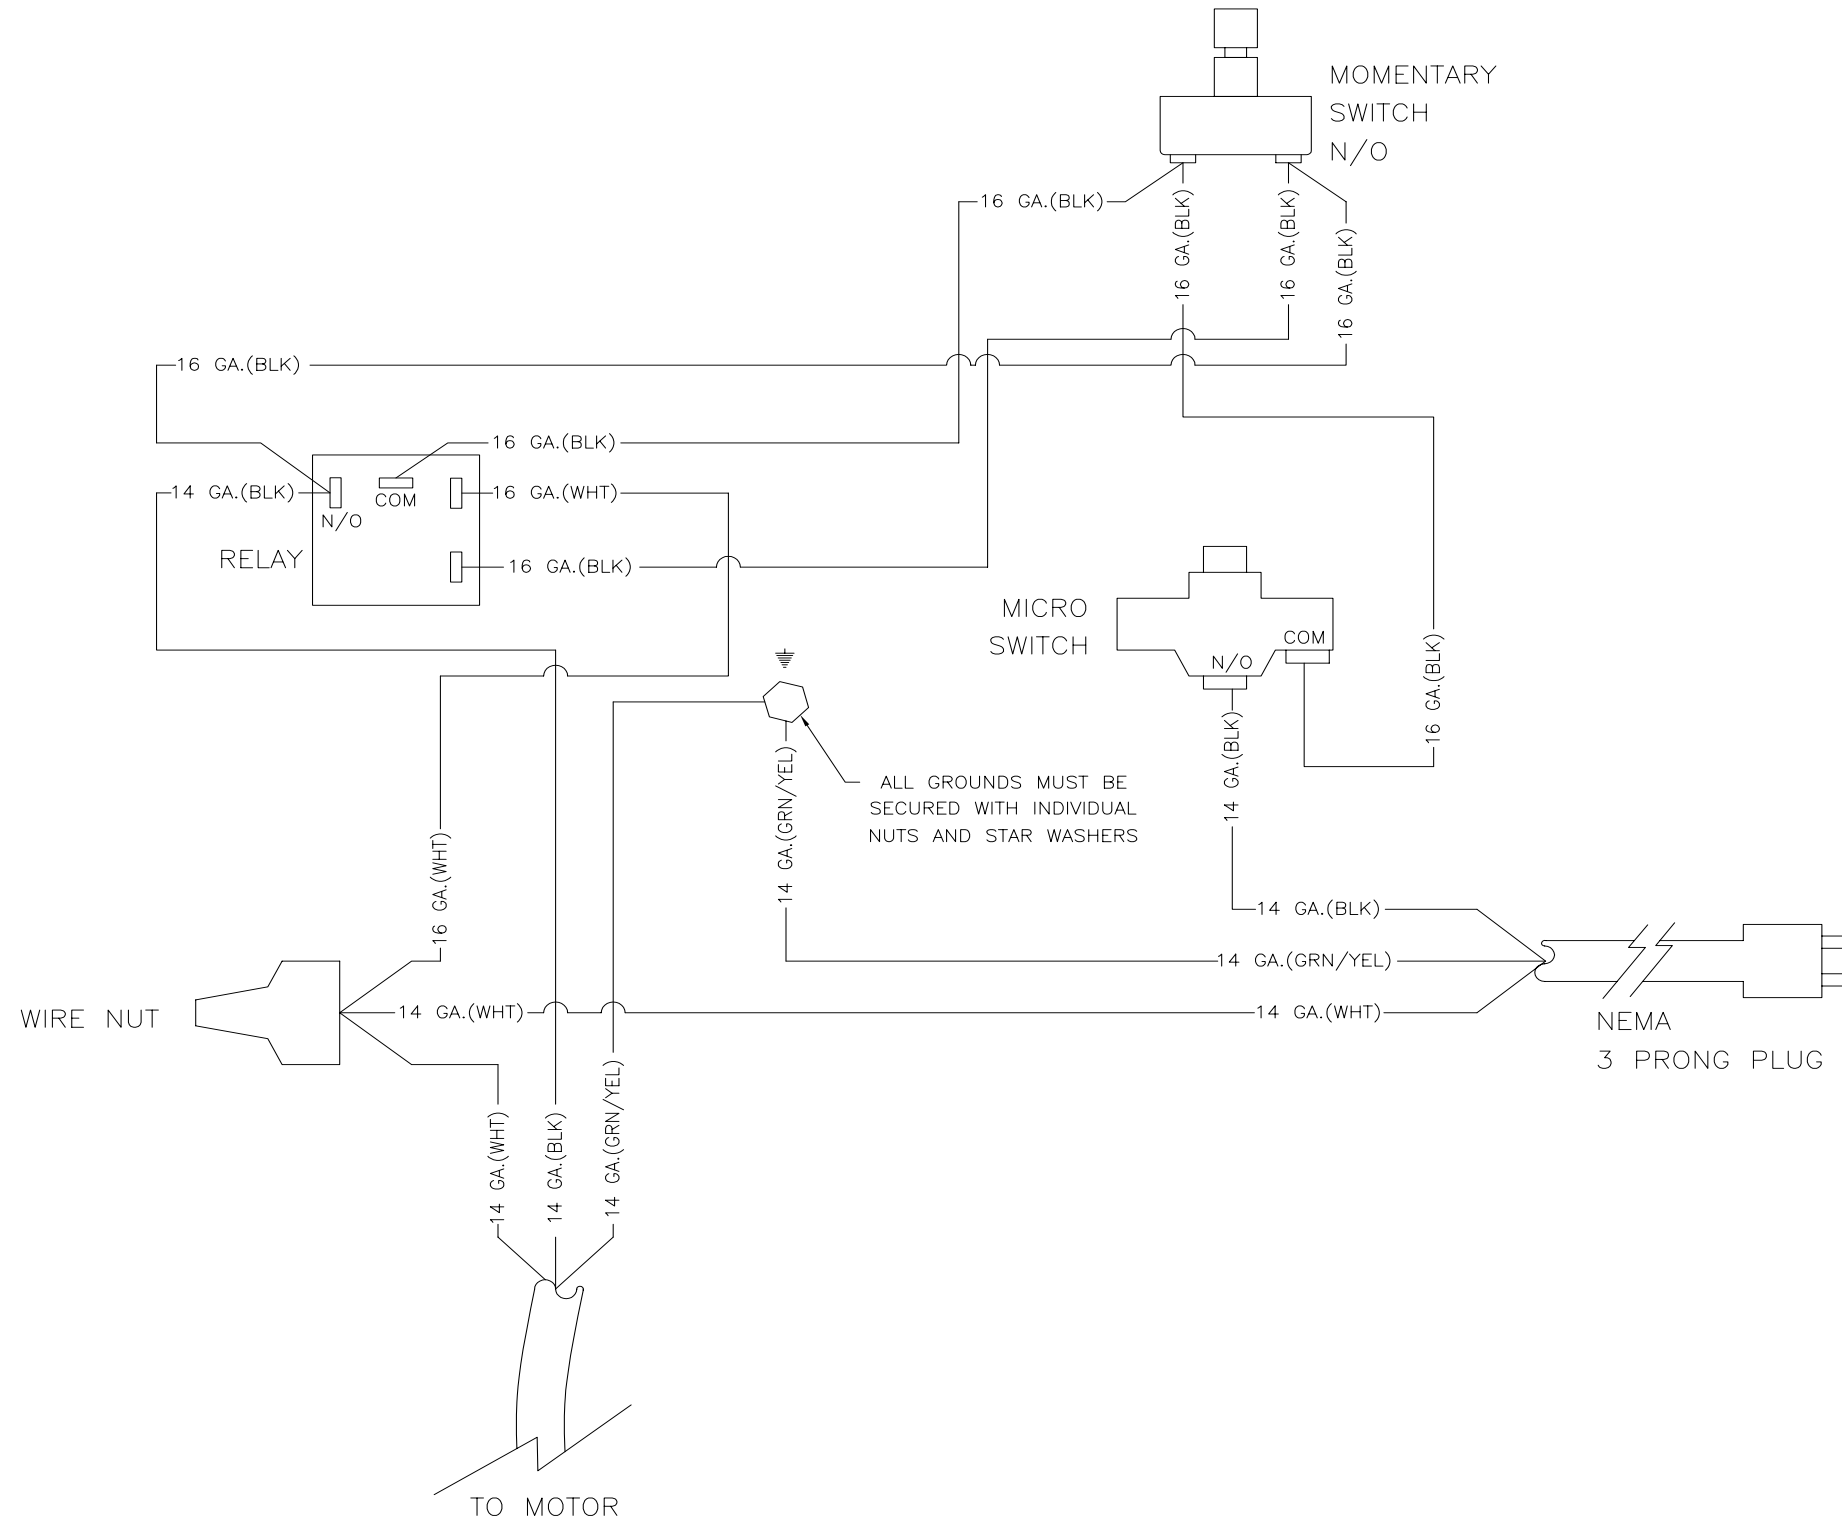 MOMENTARY
SWITCH
N/O
16 GA.(BLK)
16 GA.(BLK)
16 GA.(BLK)
16 GA.(BLK)
16 GA.(BLK)
16 GA.(BLK)
14 GA.(BLK)
COM
16 GA.(WHT)
N/O
RELAY
16 GA.(BLK)
MICRO
SWITCH
COM
N/O
16 GA.(BLK)
14 GA.(BLK)
14 GA.(GRN/YEL)
ALL GROUNDS MUST BE
SECURED WITH INDIVIDUAL
NUTS AND STAR WASHERS
16 GA.(WHT)
14 GA.(BLK)
14 GA.(GRN/YEL)
WIRE NUT
14 GA.(WHT)
14 GA.(WHT)
NEMA
3 PRONG PLUG
14 GA.(WHT)
14 GA.(BLK)
14 GA.(GRN/YEL)
TO MOTOR